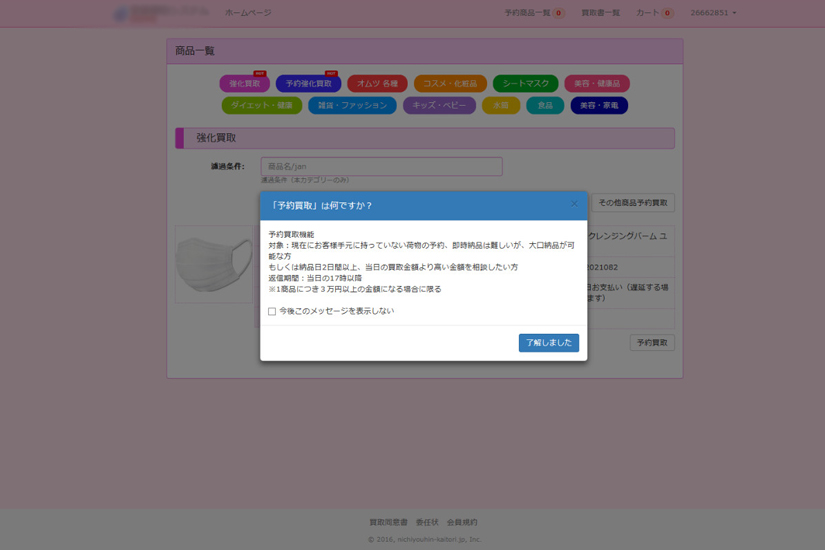 ホームページ
予約商品一覧 0
買取書一覧
カート 0
26662851
商品一覧
強化買取 HOT
予約強化買取 HOT
オムツ 各種
コスメ・化粧品
シートマスク
美容・健康品
ダイエット・健康
雑貨・ファッション
キッズ・ベビー
水銀
食品
美容・家電
強化買取
濾過条件:
商品名/jan
濾過条件（本カテゴリーのみ）
その他商品予約買取
「予約買取」は何ですか？
×
予約買取機能
対象：現在にお客様手元に持っていない荷物の予約、即時納品は難しいが、大口納品が可
能な方
もしくは納品日2日間以上、当日の買取金額より高い金額を相談したい方
返信期間：当日の17時以降
※1商品につき３万円以上の金額になる場合に限る
今後このメッセージを表示しない
了解しました
クレンジングバーム ユ
2021082
日お支払い（遅延する場
ます）
予約買取
買取同意書 委任状 会員規約
© 2016, nichiyouhin-kaitori.jp, Inc.